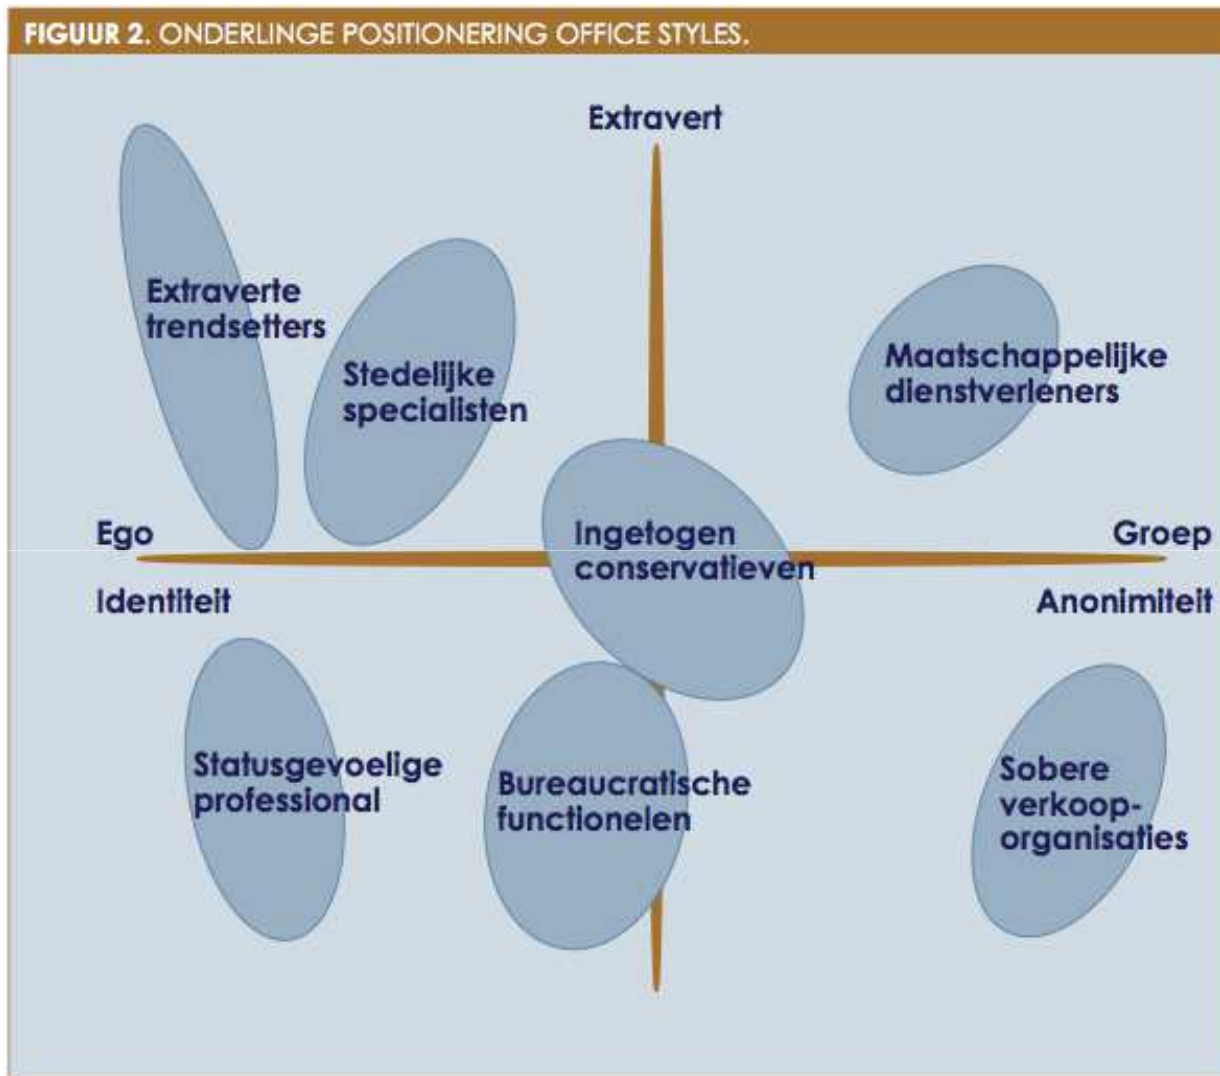 FIGUUR 2. ONDERLINGE POSITIONERING OFFICE STYLES.
Extravert
Extraverte
trendsetters
Stedelijke
specialisten
Maatschappelijke
dienstverleners
Ego
Groep
Ingetogen
conservatieven
Identiteit
Anonimiteit
Statusgevoelige
professional
Bureaucratische
functionelen
Sobere
verkoop-
organisaties